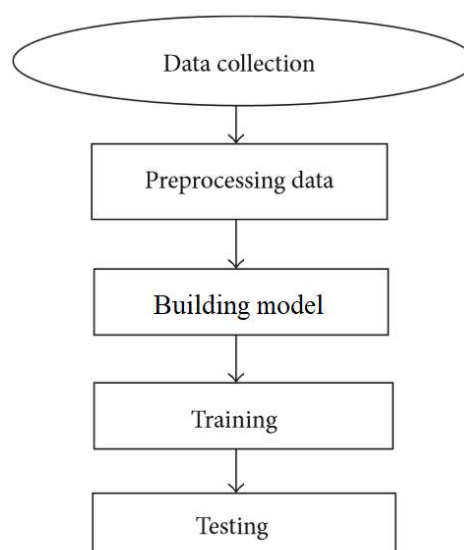 Data collection
Preprocessing data
Building model
Training
Testing